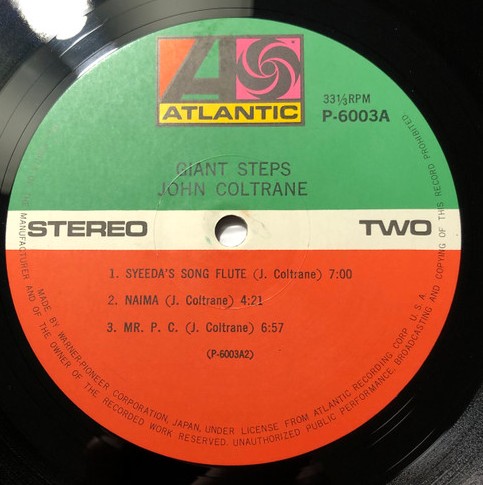 ATLANTIC
33⅓RPM
P-6003A
GIANT STEPS
JOHN COLTRANE
STEREO
TWO
1. SYEEDA'S SONG FLUTE (J. Coltrane) 7:00
2. NAIMA (J. Coltrane) 4:21
3. MR. P. C. (J. Coltrane) 6:57
(P-6003A2)
MADE BY WARNER-PIONEER CORPORATION, JAPAN, UNDER LICENSE FROM ATLANTIC RECORDING CORP. U.S.A.
OF THE MANUFACTURER AND OF THE OWNER OF THE RECORDED WORK RESERVED. UNAUTHORIZED PUBLIC PERFORMANCE, BROADCASTING AND COPYING OF THIS RECORD PROHIBITED